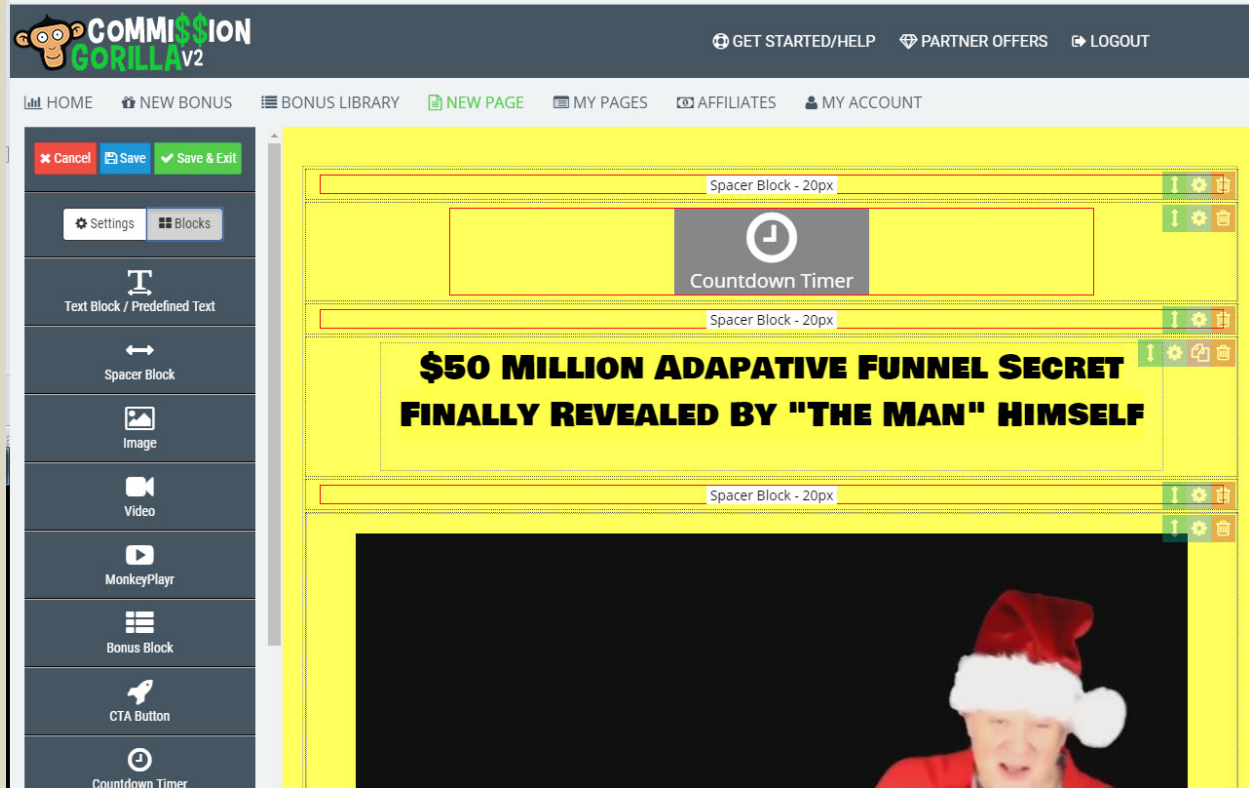 COMMI$$ION
GORILLA V2
GET STARTED/HELP
PARTNER OFFERS
LOGOUT
HOME
NEW BONUS
BONUS LIBRARY
NEW PAGE
MY PAGES
AFFILIATES
MY ACCOUNT
Cancel
Save
Save & Exit
Settings
Blocks
Text Block / Predefined Text
Spacer Block
Image
Video
MonkeyPlayr
Bonus Block
CTA Button
Countdown Timer
Spacer Block - 20px
Countdown Timer
Spacer Block - 20px
$50 Million Adapative Funnel Secret
Finally Revealed By "The Man" Himself
Spacer Block - 20px